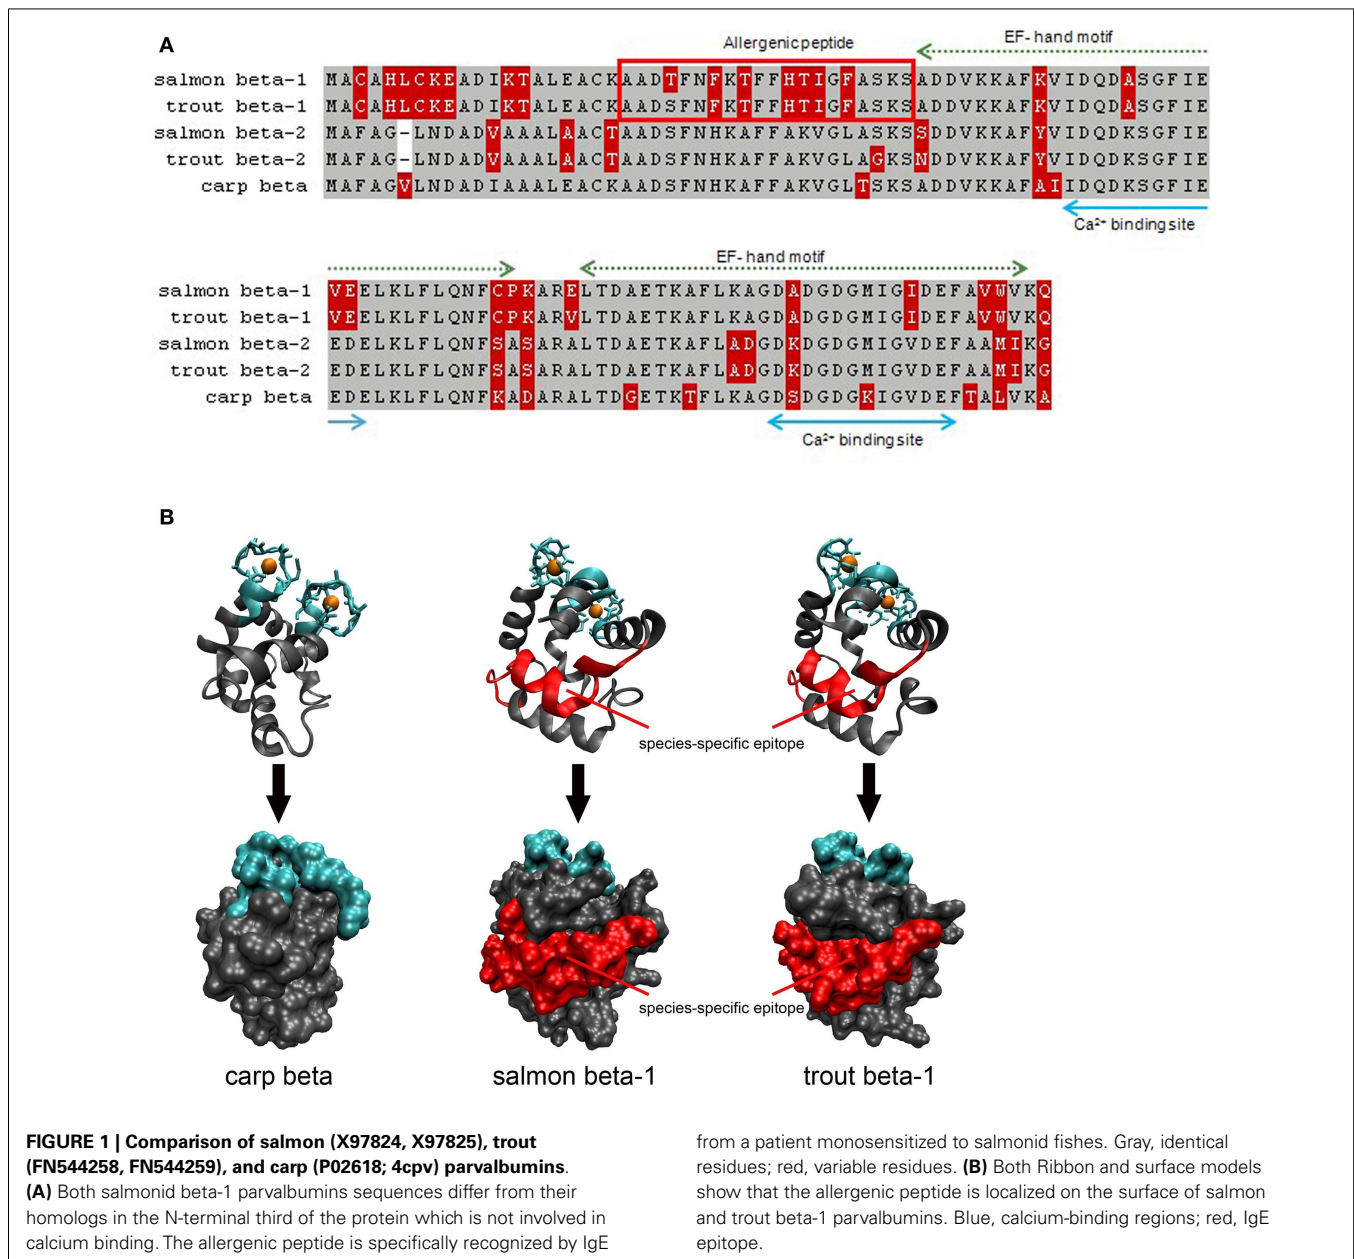 A
Allergenic peptide
EF- hand motif
salmon beta-1 MACAHLCKEADIKTALEACKAADTFNFKTFFHTIGFASKSADDVKKAFKVIDQDASGFIE
trout beta-1 MACAHLCKEADIKTALEACKAADSFNFKTFFHTIGFASKSADDVKKAFKVIDQDASGFIE
salmon beta-2 MAFAG-LNDADVAAALAACTAADSFNHKAFFAKVGLASKSSDDVKKAFYVIDQDKSGFIE
trout beta-2 MAFAG-LNDADVAAALAACTAADSFNHKAFFAKVGLAGKSNDDVKKAFYVIDQDKSGFIE
carp beta MAFAGVLNDADIAAALEACKAADSFNHKAFFAKVGLTSKSADDVKKAFAIIDQDKSGFIE
Ca²⁺ binding site
EF- hand motif
salmon beta-1 VEELKLFLQNFCPKARELTDAETKAFLKAGDADGDGMIGIDEFAVWVKQ
trout beta-1 VEELKLFLQNFCPKARVLTDAETKAFLKAGDADGDGMIGIDEFAVWVKQ
salmon beta-2 EDELKLFLQNFSASARALTDAETKAFLADGDKDGDGMIGVDEFAAMIKG
trout beta-2 EDELKLFLQNFSASARALTDAETKAFLADGDKDGDGMIGVDEFAAMIKG
carp beta EDELKLFLQNFKADARALTDGETKTFLKAGDSDGDGKIGVDEFTALVKA
Ca²⁺ binding site
B
species-specific epitope
species-specific epitope
carp beta
salmon beta-1
trout beta-1
FIGURE 1 | Comparison of salmon (X97824, X97825), trout
(FN544258, FN544259), and carp (P02618; 4cpv) parvalbumins.
(A) Both salmonid beta-1 parvalbumins sequences differ from their
homologs in the N-terminal third of the protein which is not involved in
calcium binding. The allergenic peptide is specifically recognized by IgE
from a patient monosensitized to salmonid fishes. Gray, identical
residues; red, variable residues. (B) Both Ribbon and surface models
show that the allergenic peptide is localized on the surface of salmon
and trout beta-1 parvalbumins. Blue, calcium-binding regions; red, IgE
epitope.